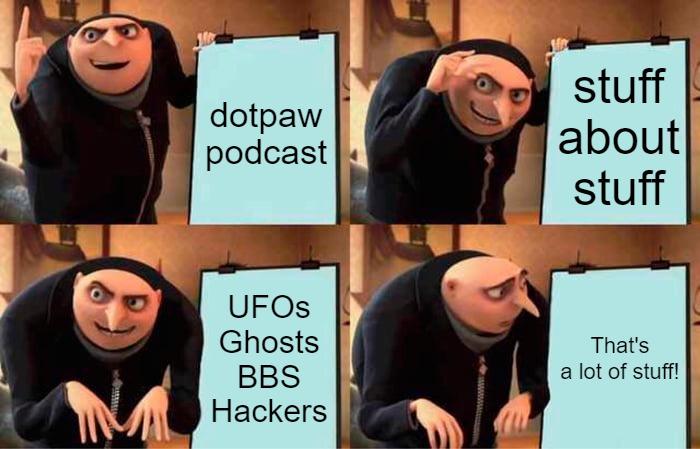 dotpaw
podcast
stuff
about
stuff
UFOs
Ghosts
BBS
Hackers
That's
a lot of stuff!